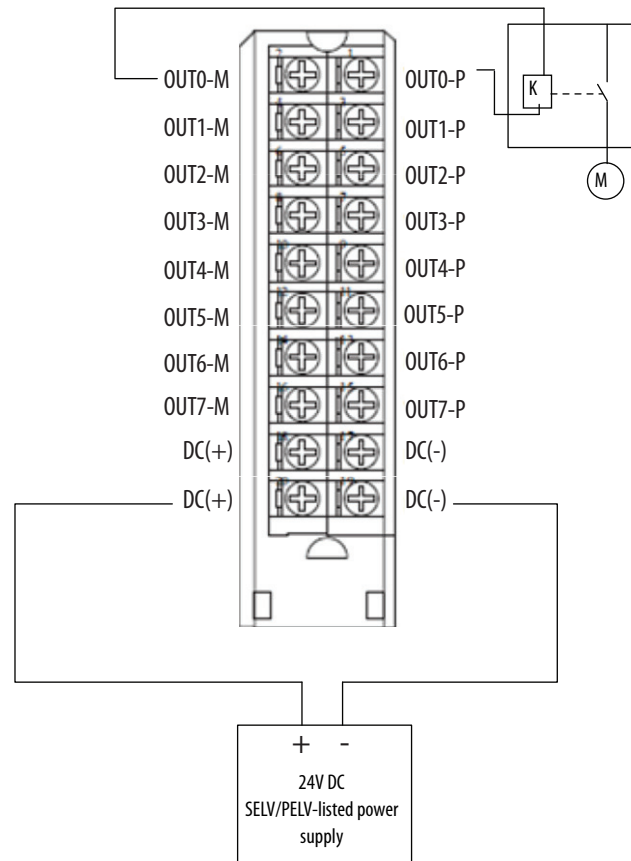 OUT0-M OUT0-P K
OUT1-M OUT1-P
OUT2-M OUT2-P
M
OUT3-M OUT3-P
OUT4-M OUT4-P
OUT5-M OUT5-P
OUT6-M OUT6-P
OUT7-M OUT7-P
DC(+) DC(-)
DC(+) DC(-)
+ -
24V DC
SELV/PELV-listed power
supply